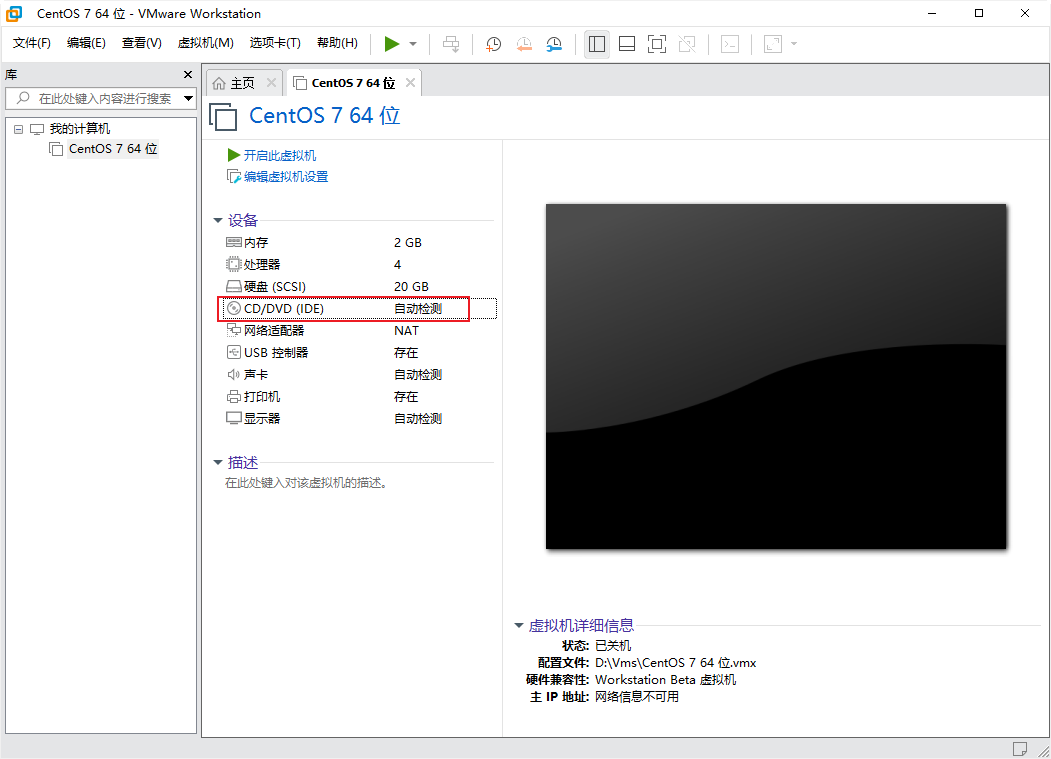 CentOS 7 64 位 - VMware Workstation
文件(F) 编辑(E) 查看(V) 虚拟机(M) 选项卡(T) 帮助(H)
库
在此处键入内容进行搜索
我的计算机
CentOS 7 64 位
主页
CentOS 7 64 位
CentOS 7 64 位
开启此虚拟机
编辑虚拟机设置
设备
内存 2 GB
处理器 4
硬盘 (SCSI) 20 GB
CD/DVD (IDE) 自动检测
网络适配器 NAT
USB 控制器 存在
声卡 自动检测
打印机 存在
显示器 自动检测
描述
在此处键入对该虚拟机的描述。
虚拟机详细信息
状态: 已关机
配置文件: D:\Vms\CentOS 7 64 位.vmx
硬件兼容性: Workstation Beta 虚拟机
主 IP 地址: 网络信息不可用